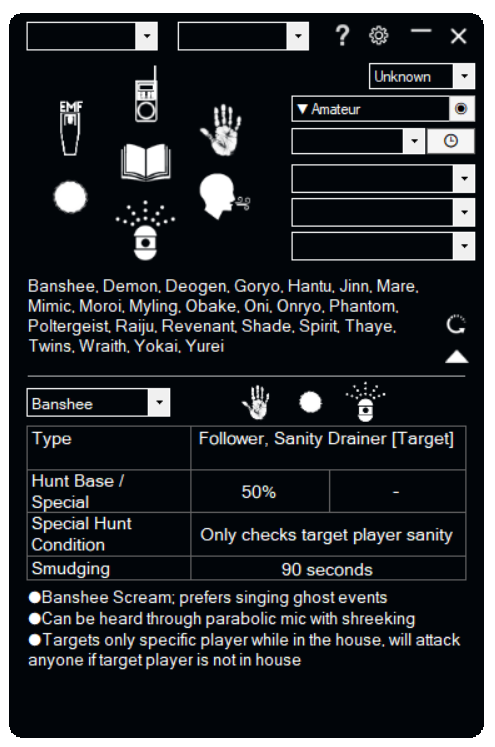 ?
Unknown
▼ Amateur
EMF
Banshee, Demon, Deogen, Goryo, Hantu, Jinn, Mare,
Mimic, Moroi, Myling, Obake, Oni, Onryo, Phantom,
Poltergeist, Raiju, Revenant, Shade, Spirit, Thaye,
Twins, Wraith, Yokai, Yurei
Banshee
Type Follower, Sanity Drainer [Target]
Hunt Base /
Special 50% -
Special Hunt
Condition Only checks target player sanity
Smudging 90 seconds
●Banshee Scream; prefers singing ghost events
●Can be heard through parabolic mic with shreeking
●Targets only specific player while in the house, will attack
anyone if target player is not in house